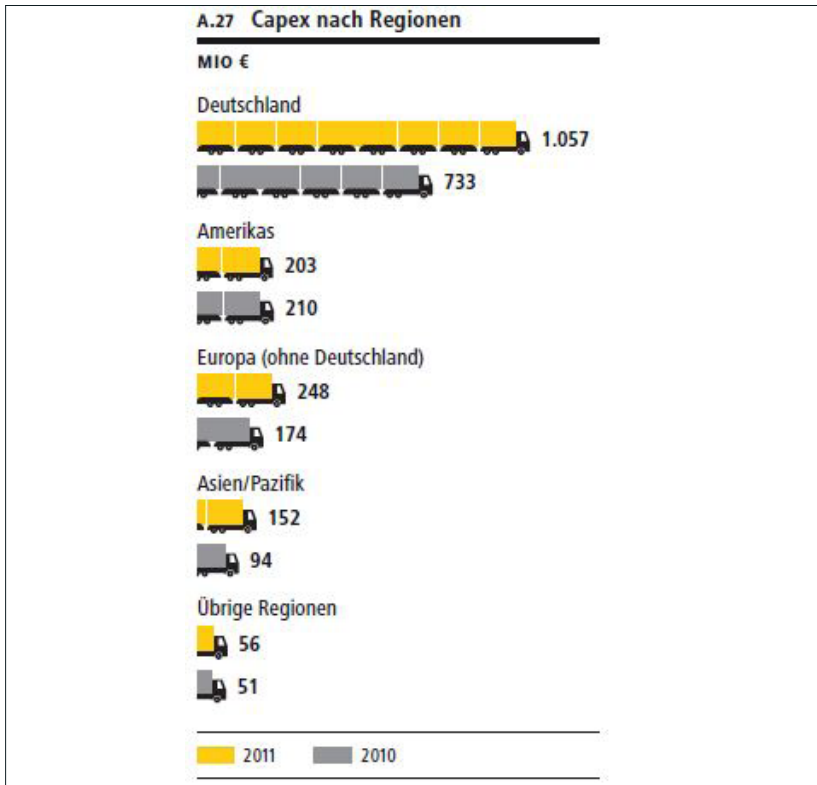 A.27 Capex nach Regionen
MIO €
Deutschland
1.057
733
Amerikas
203
210
Europa (ohne Deutschland)
248
174
Asien/Pazifik
152
94
Übrige Regionen
56
51
2011 2010